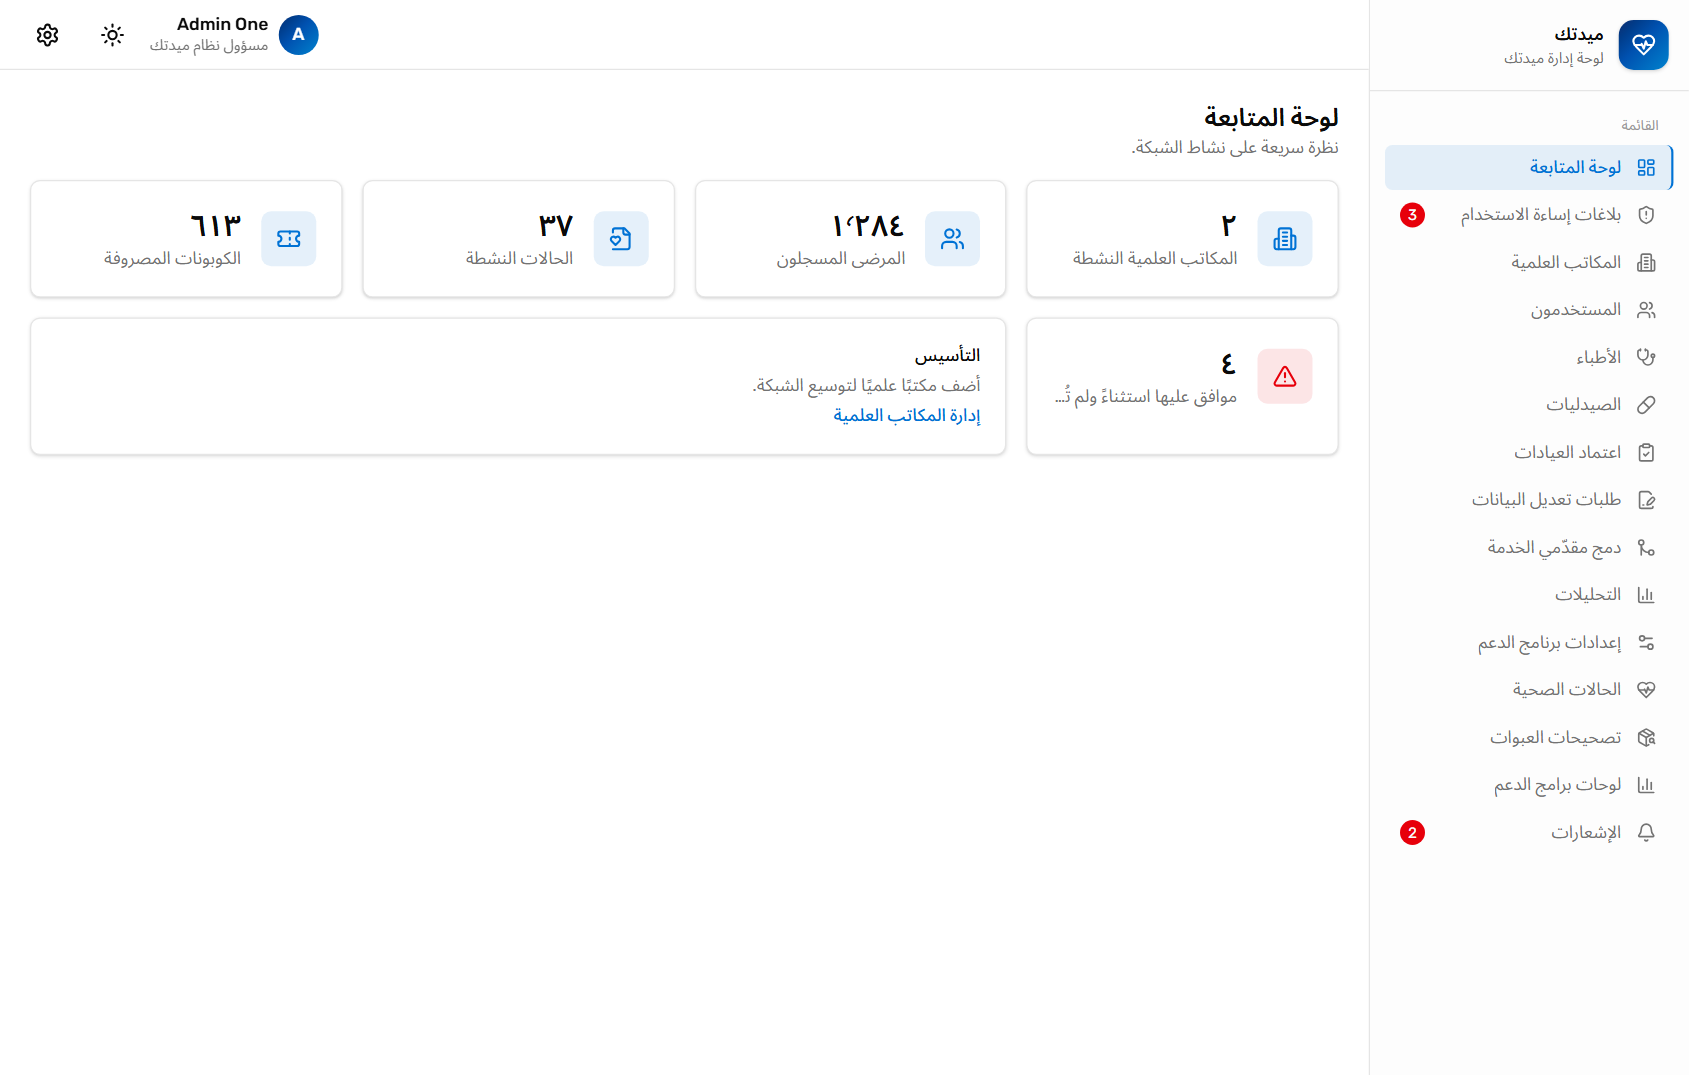 ميدتك
لوحة إدارة ميدتك
القائمة
لوحة المتابعة
بلاغات إساءة الاستخدام
3
المكاتب العلمية
المستخدمون
الأطباء
الصيدليات
اعتماد العيادات
طلبات تعديل البيانات
دمج مقدّمي الخدمة
التحليلات
إعدادات برنامج الدعم
الحالات الصحية
تصحيحات العبوات
لوحات برامج الدعم
الإشعارات
2
A
Admin One
مسؤول نظام ميدتك
لوحة المتابعة
نظرة سريعة على نشاط الشبكة.
٢
المكاتب العلمية النشطة
١٬٢٨٤
المرضى المسجلون
٣٧
الحالات النشطة
٦١٣
الكوبونات المصروفة
٤
موافق عليها استثناءً ولم تُ...
التأسيس
أضف مكتبًا علميًا لتوسيع الشبكة.
إدارة المكاتب العلمية